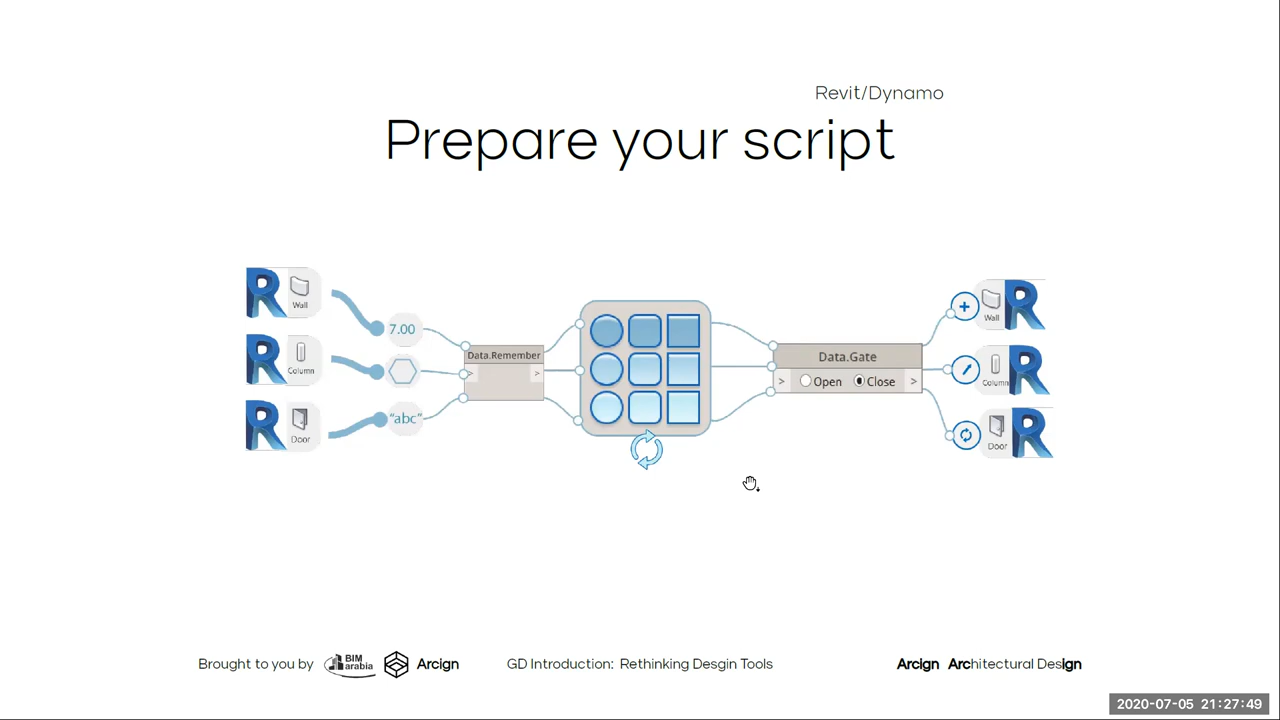 Revit/Dynamo
Prepare your script
Wall
7.00
Column
Door
"abc"
Data.Remember
> >
Data.Gate
> Open Close >
Wall
Column
Door
Brought to you by BIM arabia Arcign GD Introduction: Rethinking Desgin Tools Arcign Architectural Design
2020-07-05 21:27:49